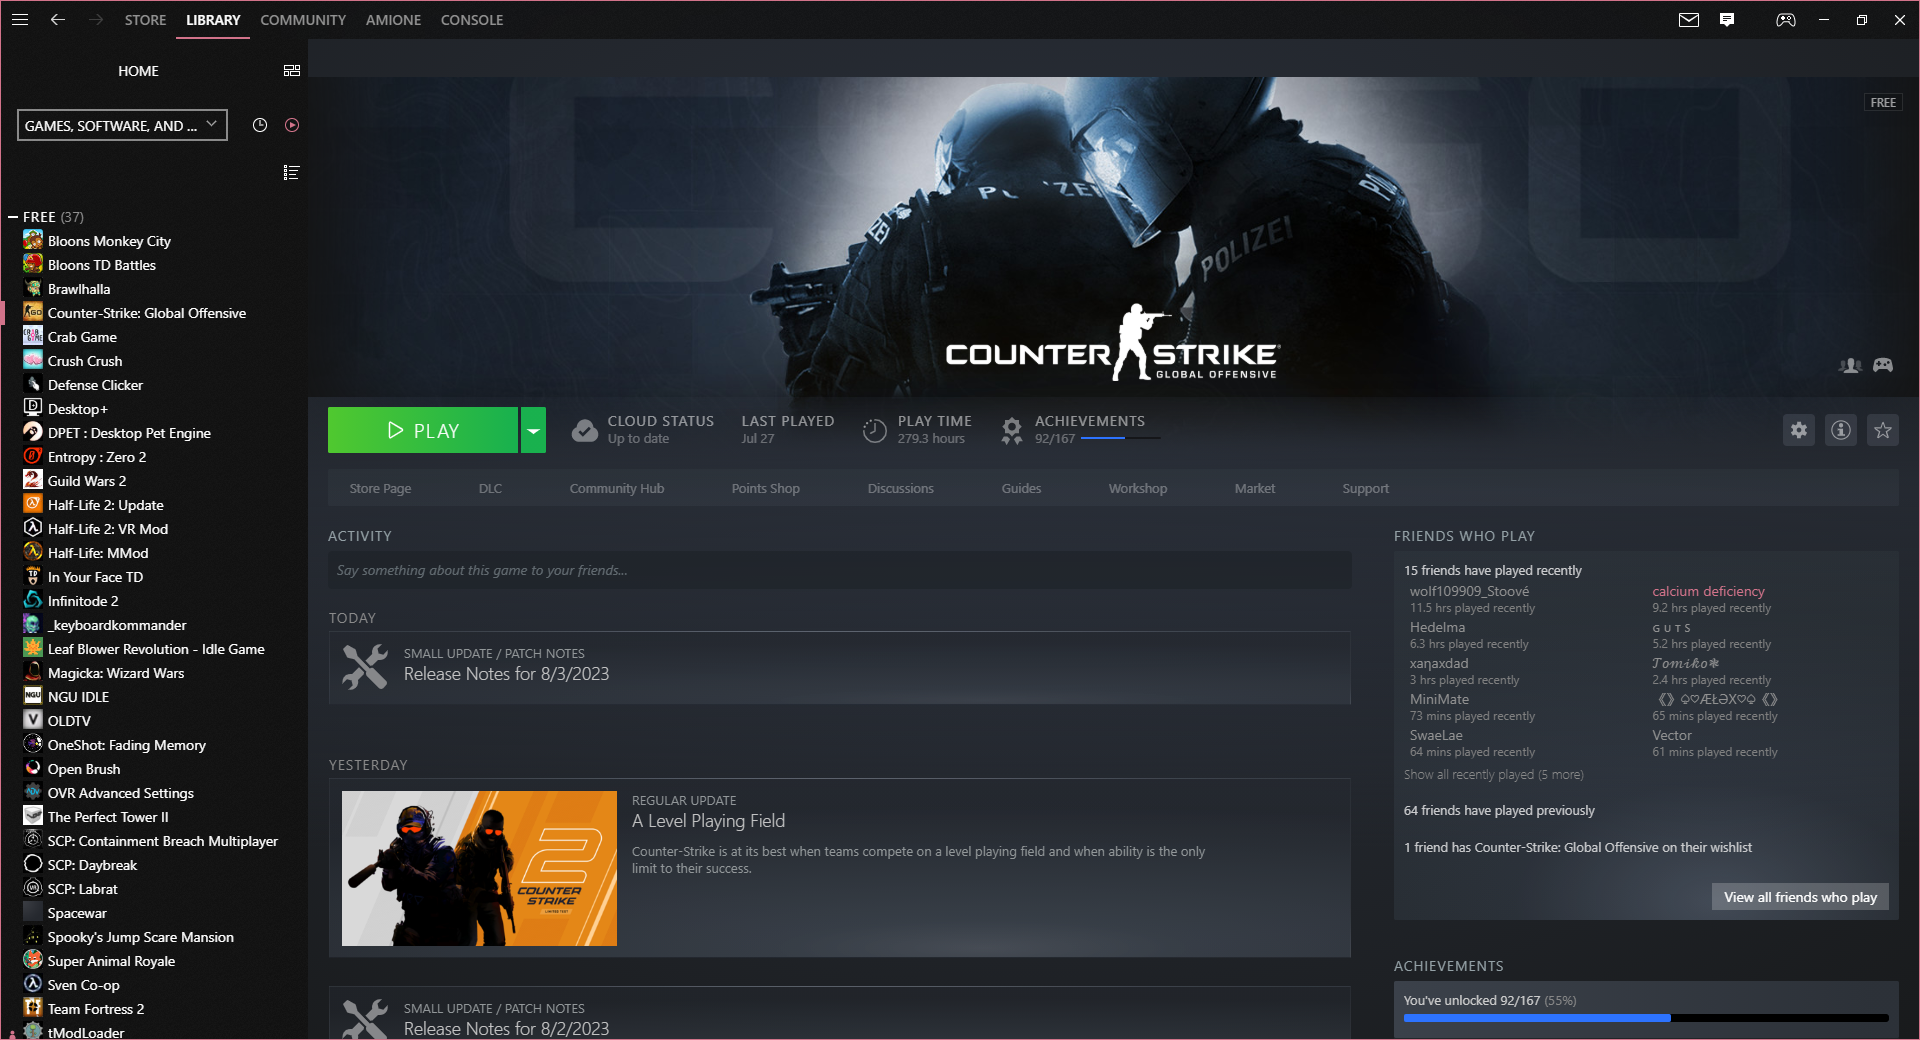 STORE LIBRARY COMMUNITY AMIONE CONSOLE
HOME
GAMES, SOFTWARE, AND ...
FREE (37)
Bloons Monkey City
Bloons TD Battles
Brawlhalla
Counter-Strike: Global Offensive
Crab Game
Crush Crush
Defense Clicker
Desktop+
DPET : Desktop Pet Engine
Entropy : Zero 2
Guild Wars 2
Half-Life 2: Update
Half-Life 2: VR Mod
Half-Life: MMod
In Your Face TD
Infinitode 2
_keyboardkommander
Leaf Blower Revolution - Idle Game
Magicka: Wizard Wars
NGU IDLE
OLDTV
OneShot: Fading Memory
Open Brush
OVR Advanced Settings
The Perfect Tower II
SCP: Containment Breach Multiplayer
SCP: Daybreak
SCP: Labrat
Spacewar
Spooky's Jump Scare Mansion
Super Animal Royale
Sven Co-op
Team Fortress 2
tModLoader
FREE
POLIZEI
POLIZEI
COUNTER STRIKE
GLOBAL OFFENSIVE
PLAY
CLOUD STATUS
Up to date
LAST PLAYED
Jul 27
PLAY TIME
279.3 hours
ACHIEVEMENTS
92/167
Store Page DLC Community Hub Points Shop Discussions Guides Workshop Market Support
ACTIVITY
Say something about this game to your friends...
TODAY
SMALL UPDATE / PATCH NOTES
Release Notes for 8/3/2023
YESTERDAY
2
COUNTER
STRIKE
LIMITED TEST
REGULAR UPDATE
A Level Playing Field
Counter-Strike is at its best when teams compete on a level playing field and when ability is the only
limit to their success.
SMALL UPDATE / PATCH NOTES
Release Notes for 8/2/2023
FRIENDS WHO PLAY
15 friends have played recently
wolf109909_Stoové
11.5 hrs played recently
calcium deficiency
9.2 hrs played recently
Hedelma
6.3 hrs played recently
ɢ ᴜ ᴛ s
5.2 hrs played recently
xaηaxdad
3 hrs played recently
𝓣𝓸𝓶𝓲𝓴𝓸❃
2.4 hrs played recently
MiniMate
73 mins played recently
《》♤♡ÆŁƏX♡♤《》
65 mins played recently
SwaeLae
64 mins played recently
Vector
61 mins played recently
Show all recently played (5 more)
64 friends have played previously
1 friend has Counter-Strike: Global Offensive on their wishlist
View all friends who play
ACHIEVEMENTS
You've unlocked 92/167 (55%)